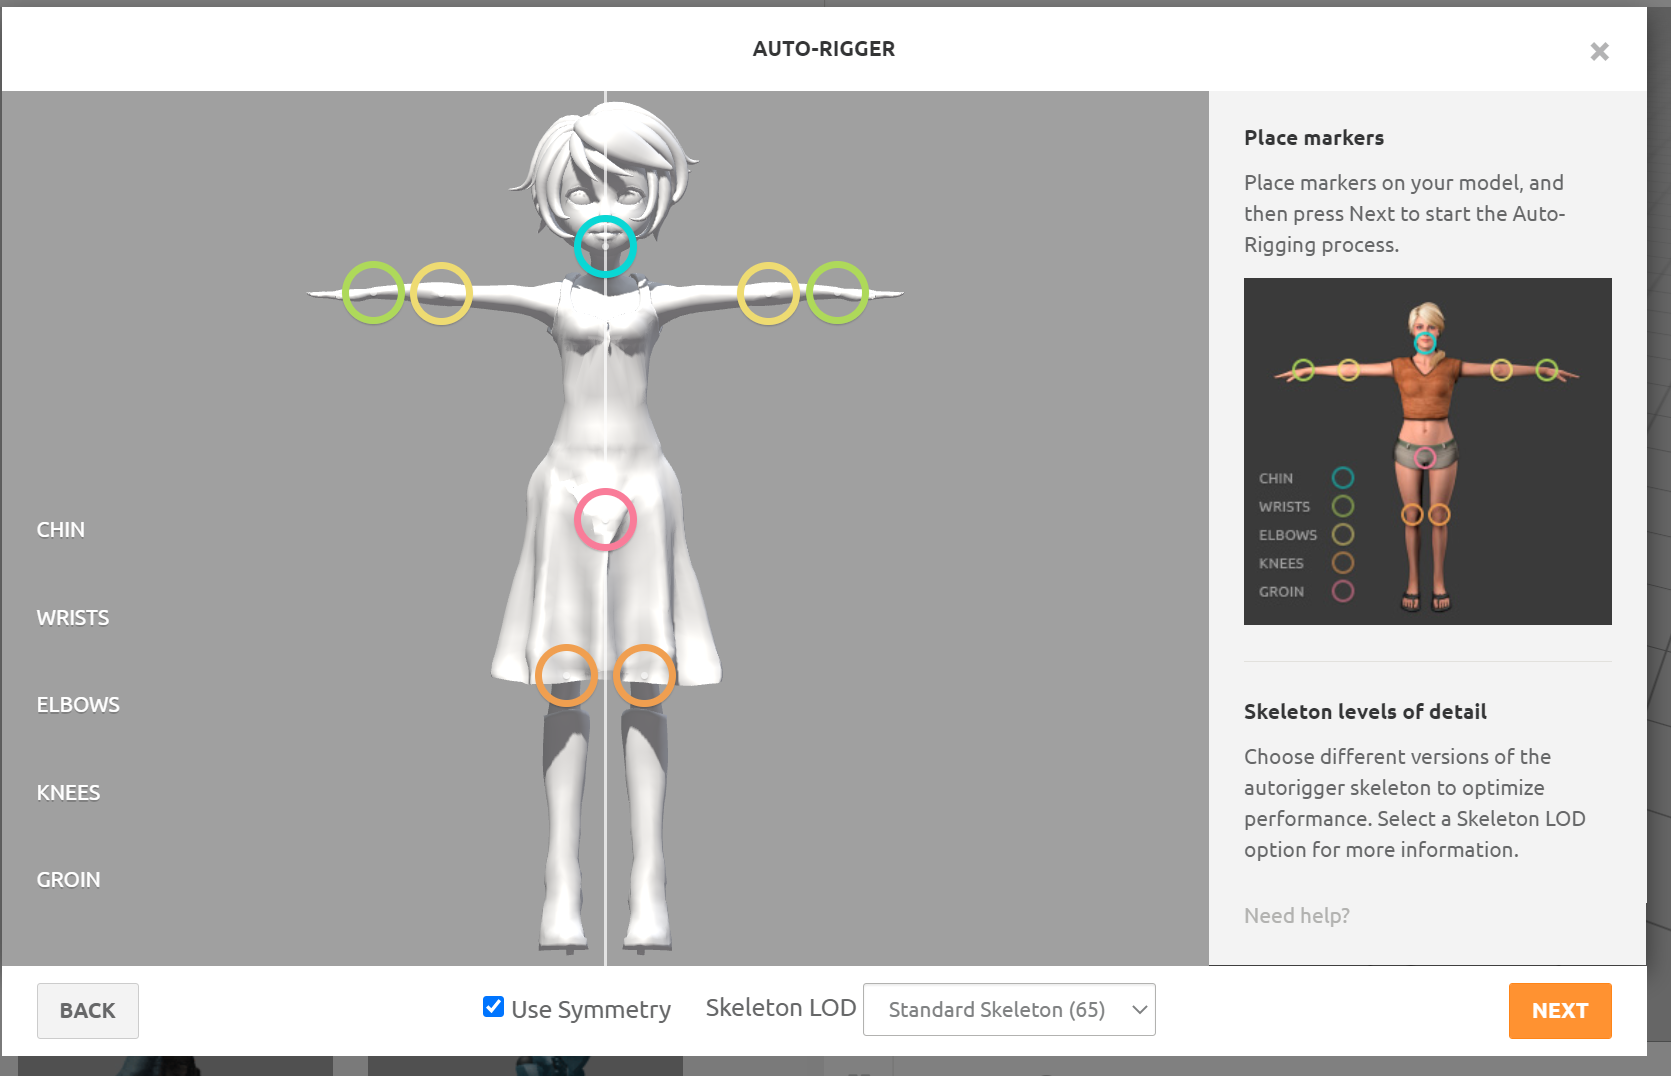 AUTO-RIGGER
Place markers
Place markers on your model, and
then press Next to start the Auto-
Rigging process.
CHIN
WRISTS
ELBOWS
KNEES
GROIN
Skeleton levels of detail
Choose different versions of the
autorigger skeleton to optimize
performance. Select a Skeleton LOD
option for more information.
Need help?
CHIN
WRISTS
ELBOWS
KNEES
GROIN
BACK
Use Symmetry
Skeleton LOD
Standard Skeleton (65)
NEXT